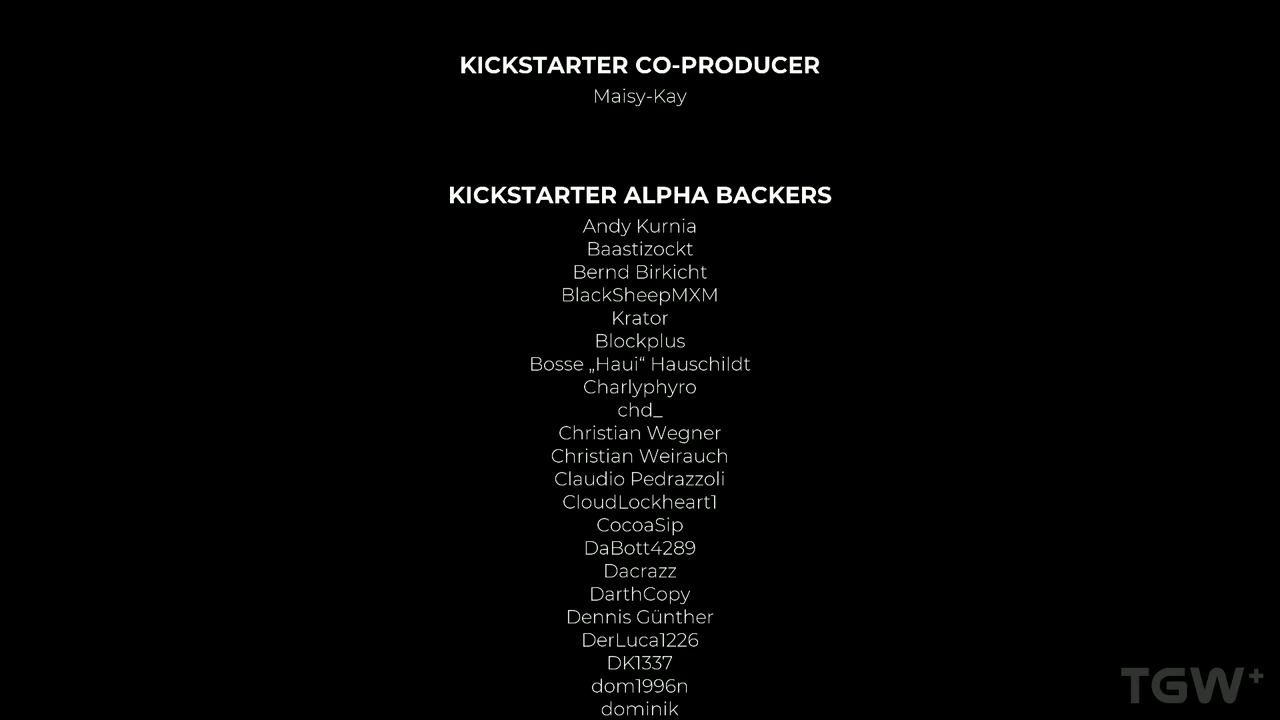 KICKSTARTER CO-PRODUCER
Maisy-Kay
KICKSTARTER ALPHA BACKERS
Andy Kurnia
Baastizockt
Bernd Birkicht
BlackSheepMXM
Krator
Blockplus
Bosse „Haui“ Hauschildt
Charlyphyro
chd_
Christian Wegner
Christian Weirauch
Claudio Pedrazzoli
CloudLockheart1
CocoaSip
DaBott4289
Dacrazz
DarthCopy
Dennis Günther
DerLuca1226
DK1337
dom1996n
dominik
TGW+